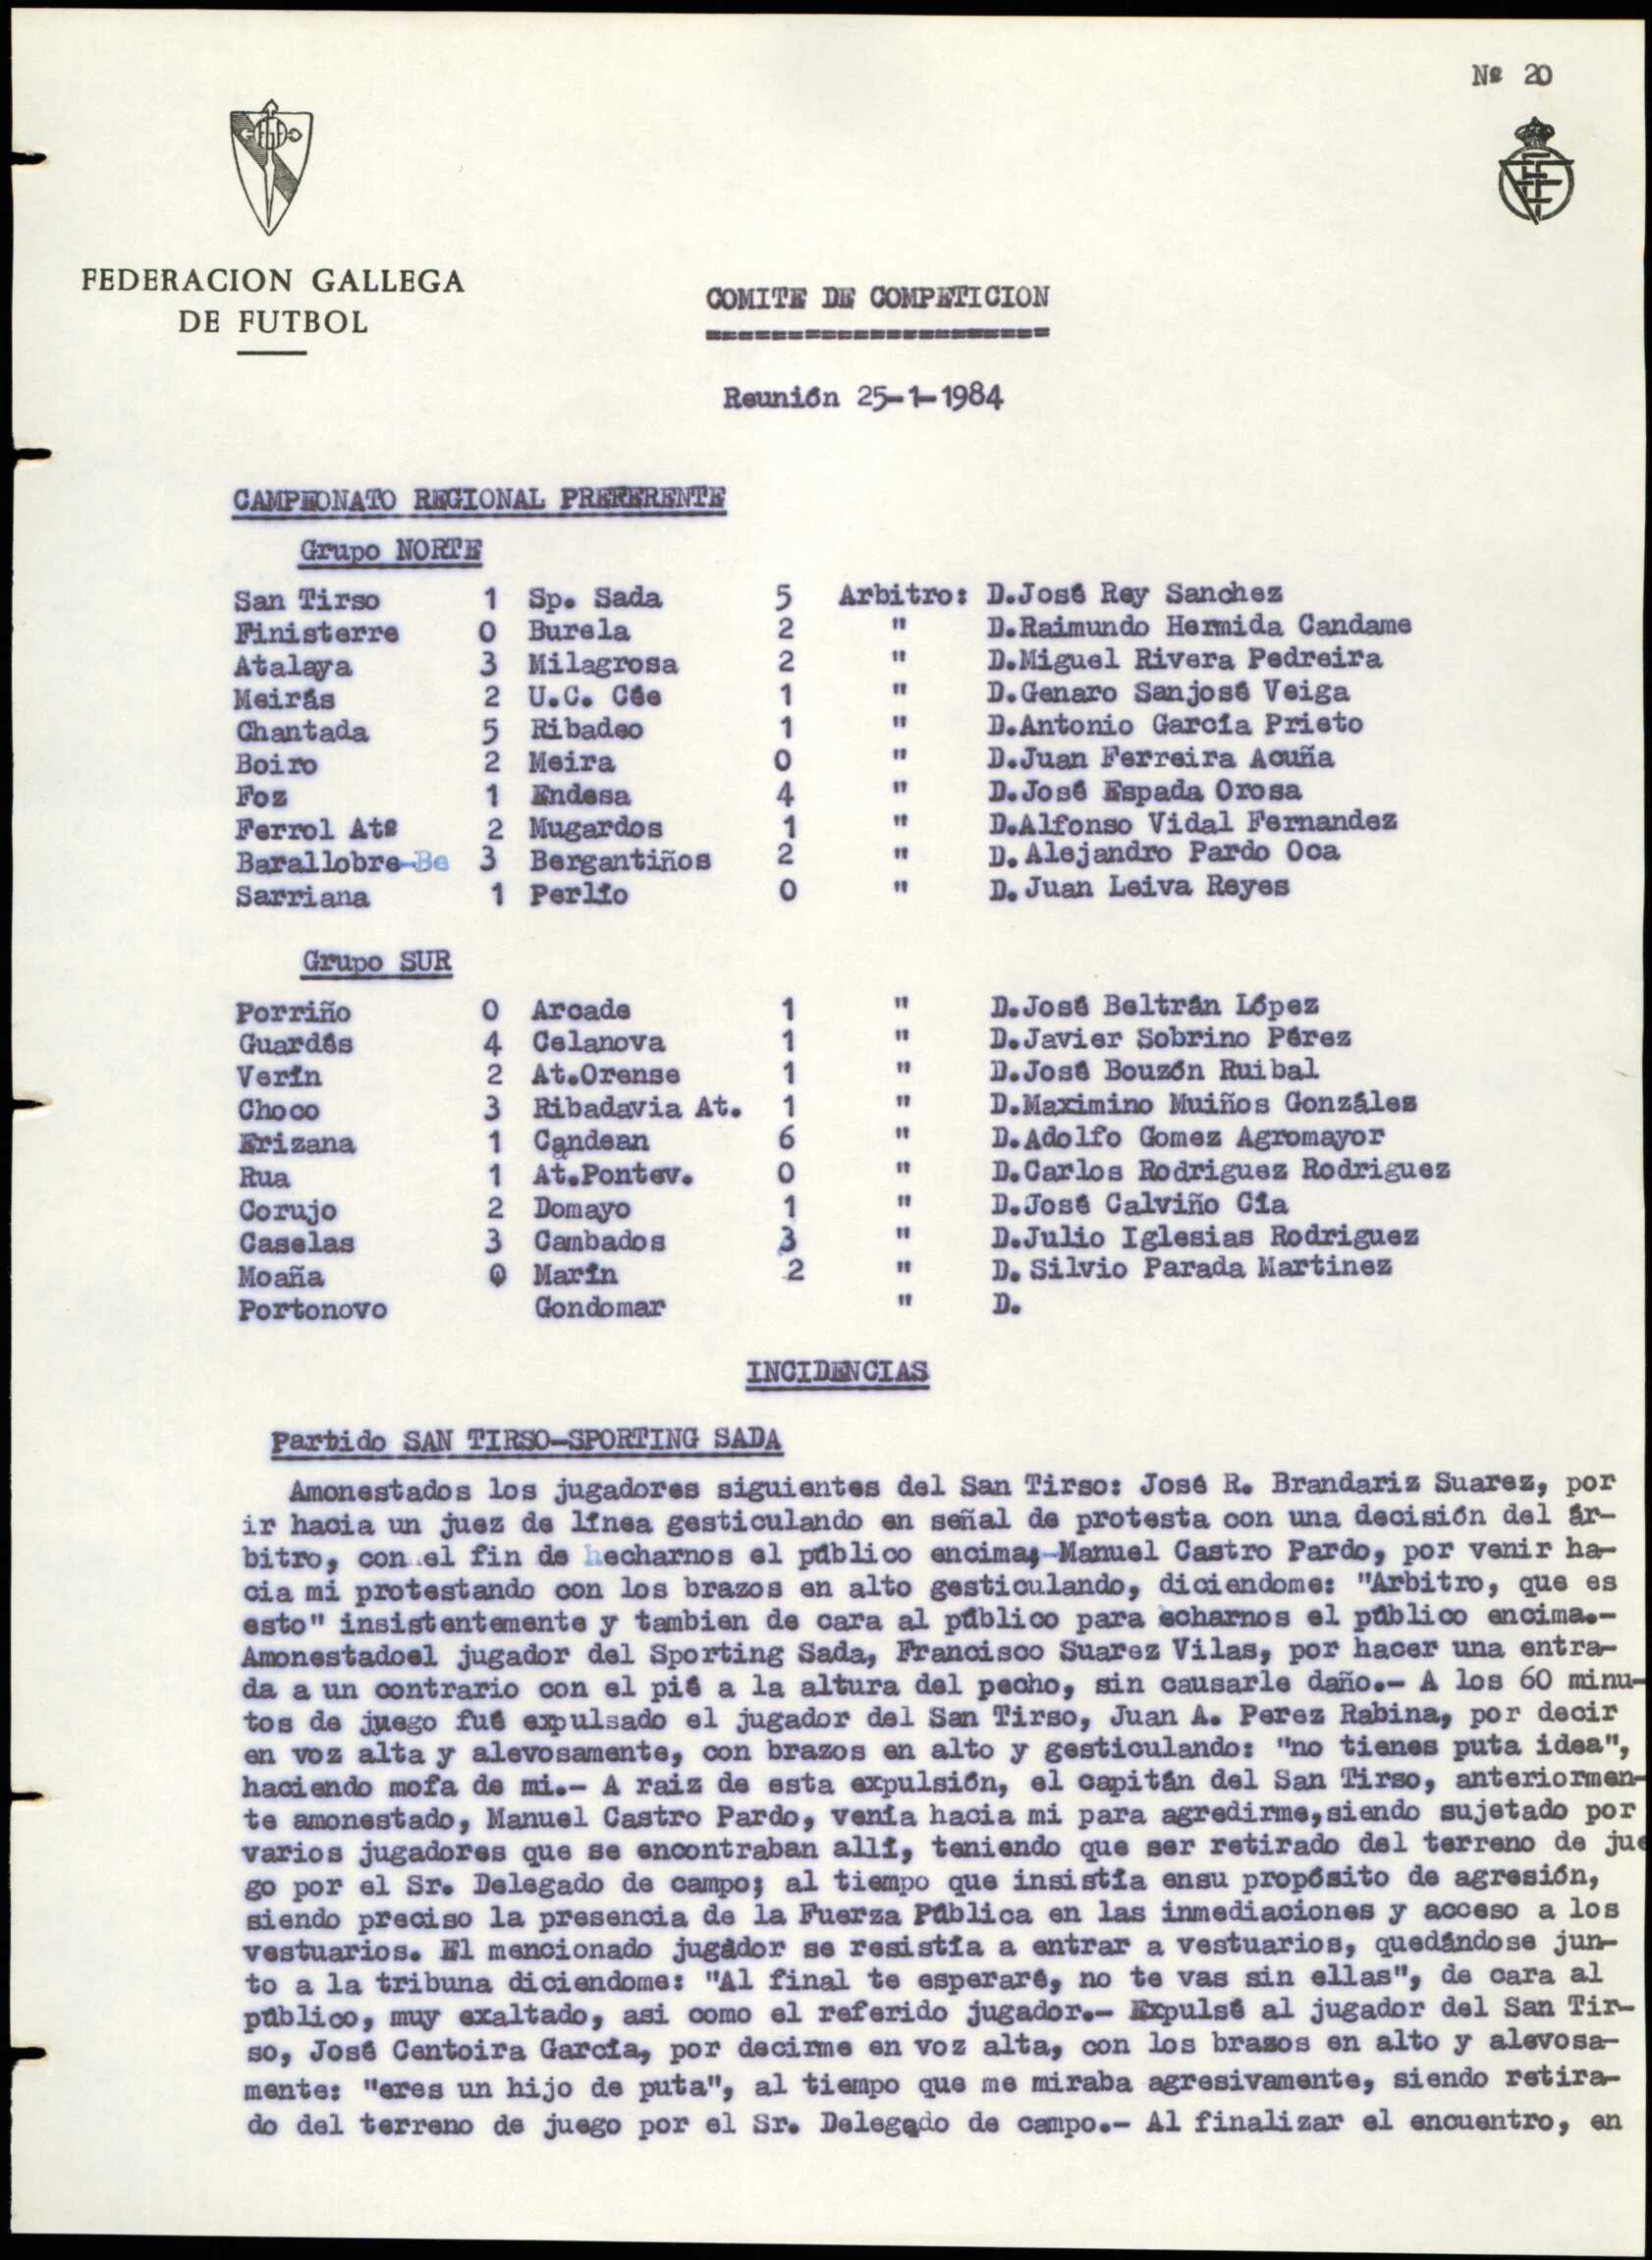 Nº 20
FEDERACION GALLEGA
DE FUTBOL
COMITE DE COMPETICION
=====================
Reunión 25-1-1984
CAMPEONATO REGIONAL PREFERENTE
Grupo NORTE
San Tirso 1 Sp. Sada 5 Arbitro: D.José Rey Sanchez
Finisterre 0 Burela 2 " D.Raimundo Hermida Candame
Atalaya 3 Milagrosa 2 " D.Miguel Rivera Pedreira
Meirás 2 U.C. Cée 1 " D.Genaro Sanjosé Veiga
Chantada 5 Ribadeo 1 " D.Antonio García Prieto
Boiro 2 Meira 0 " D.Juan Ferreira Acuña
Foz 1 Endesa 4 " D.José Espada Orosa
Ferrol Atº 2 Mugardos 1 " D.Alfonso Vidal Fernandez
Barallobre-Be 3 Bergantiños 2 " D. Alejandro Pardo Oca
Sarriana 1 Perlío 0 " D. Juan Leiva Reyes
Grupo SUR
Porriño 0 Arcade 1 " D.José Beltrán López
Guardés 4 Celanova 1 " D.Javier Sobrino Pérez
Verín 2 At.Orense 1 " D.José Bouzón Ruibal
Choco 3 Ribadavia At. 1 " D.Maximino Muiños Gonzáles
Erizana 1 Candean 6 " D.Adolfo Gomez Agromayor
Rua 1 At.Pontev. 0 " D.Carlos Rodriguez Rodriguez
Corujo 2 Domayo 1 " D.José Calviño Cía
Caselas 3 Cambados 3 " D.Julio Iglesias Rodriguez
Moaña 0 Marín 2 " D. Silvio Parada Martinez
Portonovo Gondomar " D.
INCIDENCIAS
Partido SAN TIRSO-SPORTING SADA
Amonestados los jugadores siguientes del San Tirso: José R. Brandariz Suarez, por
ir hacia un juez de línea gesticulando en señal de protesta con una decisión del ár-
bitro, con el fin de hecharnos el público encima;-Manuel Castro Pardo, por venir ha-
cia mi protestando con los brazos en alto gesticulando, diciendome: "Arbitro, que es
esto" insistentemente y tambien de cara al público para echarnos el público encima.-
Amonestadoel jugador del Sporting Sada, Francisco Suarez Vilas, por hacer una entra-
da a un contrario con el pié a la altura del pecho, sin causarle daño.- A los 60 minu-
tos de juego fué expulsado el jugador del San Tirso, Juan A. Perez Rabina, por decir
en voz alta y alevosamente, con brazos en alto y gesticulando: "no tienes puta idea",
haciendo mofa de mi.- A raiz de esta expulsión, el capitán del San Tirso, anteriormen-
te amonestado, Manuel Castro Pardo, venía hacia mi para agredirme,siendo sujetado por
varios jugadores que se encontraban allí, teniendo que ser retirado del terreno de jue
go por el Sr. Delegado de campo; al tiempo que insistía ensu propósito de agresión,
siendo preciso la presencia de la Fuerza Pública en las inmediaciones y acceso a los
vestuarios. El mencionado jugador se resistía a entrar a vestuarios, quedándose jun-
to a la tribuna diciendome: "Al final te esperaré, no te vas sin ellas", de cara al
público, muy exaltado, asi como el referido jugador.- Expulsé al jugador del San Tir-
so, José Centoira García, por decirme en voz alta, con los brasos en alto y alevosa-
mente: "eres un hijo de puta", al tiempo que me miraba agresivamente, siendo retira-
do del terreno de juego por el Sr. Delegado de campo.- Al finalizar el encuentro, en